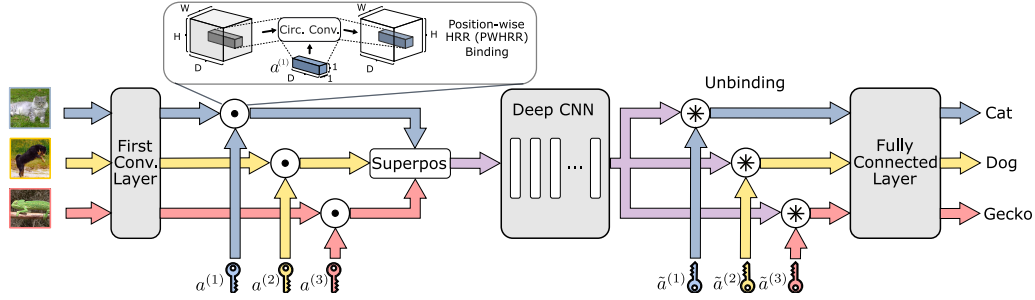 W
W
H
H
D
D
Circ. Conv.
a^{(1)}
D
1
1
Position-wise
HRR (PWHRR)
Binding
First
Conv.
Layer
Superpos
Deep CNN
...
Unbinding
Fully
Connected
Layer
Cat
Dog
Gecko
a^{(1)}
a^{(2)}
a^{(3)}
ã^{(1)}
ã^{(2)}
ã^{(3)}